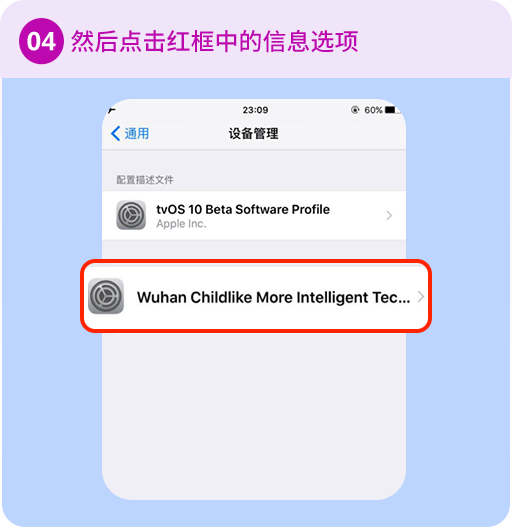 04 然后点击红框中的信息选项
23:09 60%
通用 设备管理
配置描述文件
tvOS 10 Beta Software Profile
Apple Inc.
Wuhan Childlike More Intelligent Tec...